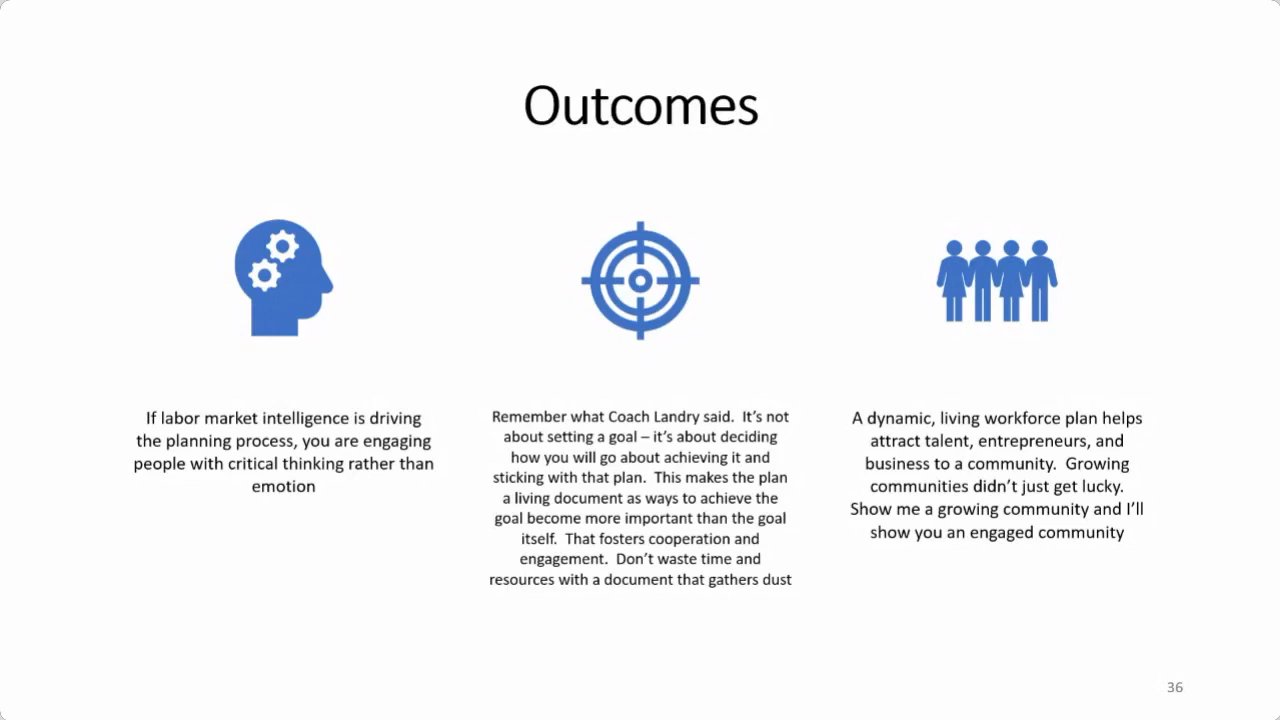 Outcomes
If labor market intelligence is driving
the planning process, you are engaging
people with critical thinking rather than
emotion
Remember what Coach Landry said.  It's not
about setting a goal – it's about deciding
how you will go about achieving it and
sticking with that plan.  This makes the plan
a living document as ways to achieve the
goal become more important than the goal
itself.  That fosters cooperation and
engagement.  Don't waste time and
resources with a document that gathers dust
A dynamic, living workforce plan helps
attract talent, entrepreneurs, and
business to a community.  Growing
communities didn't just get lucky.
Show me a growing community and I'll
show you an engaged community
36